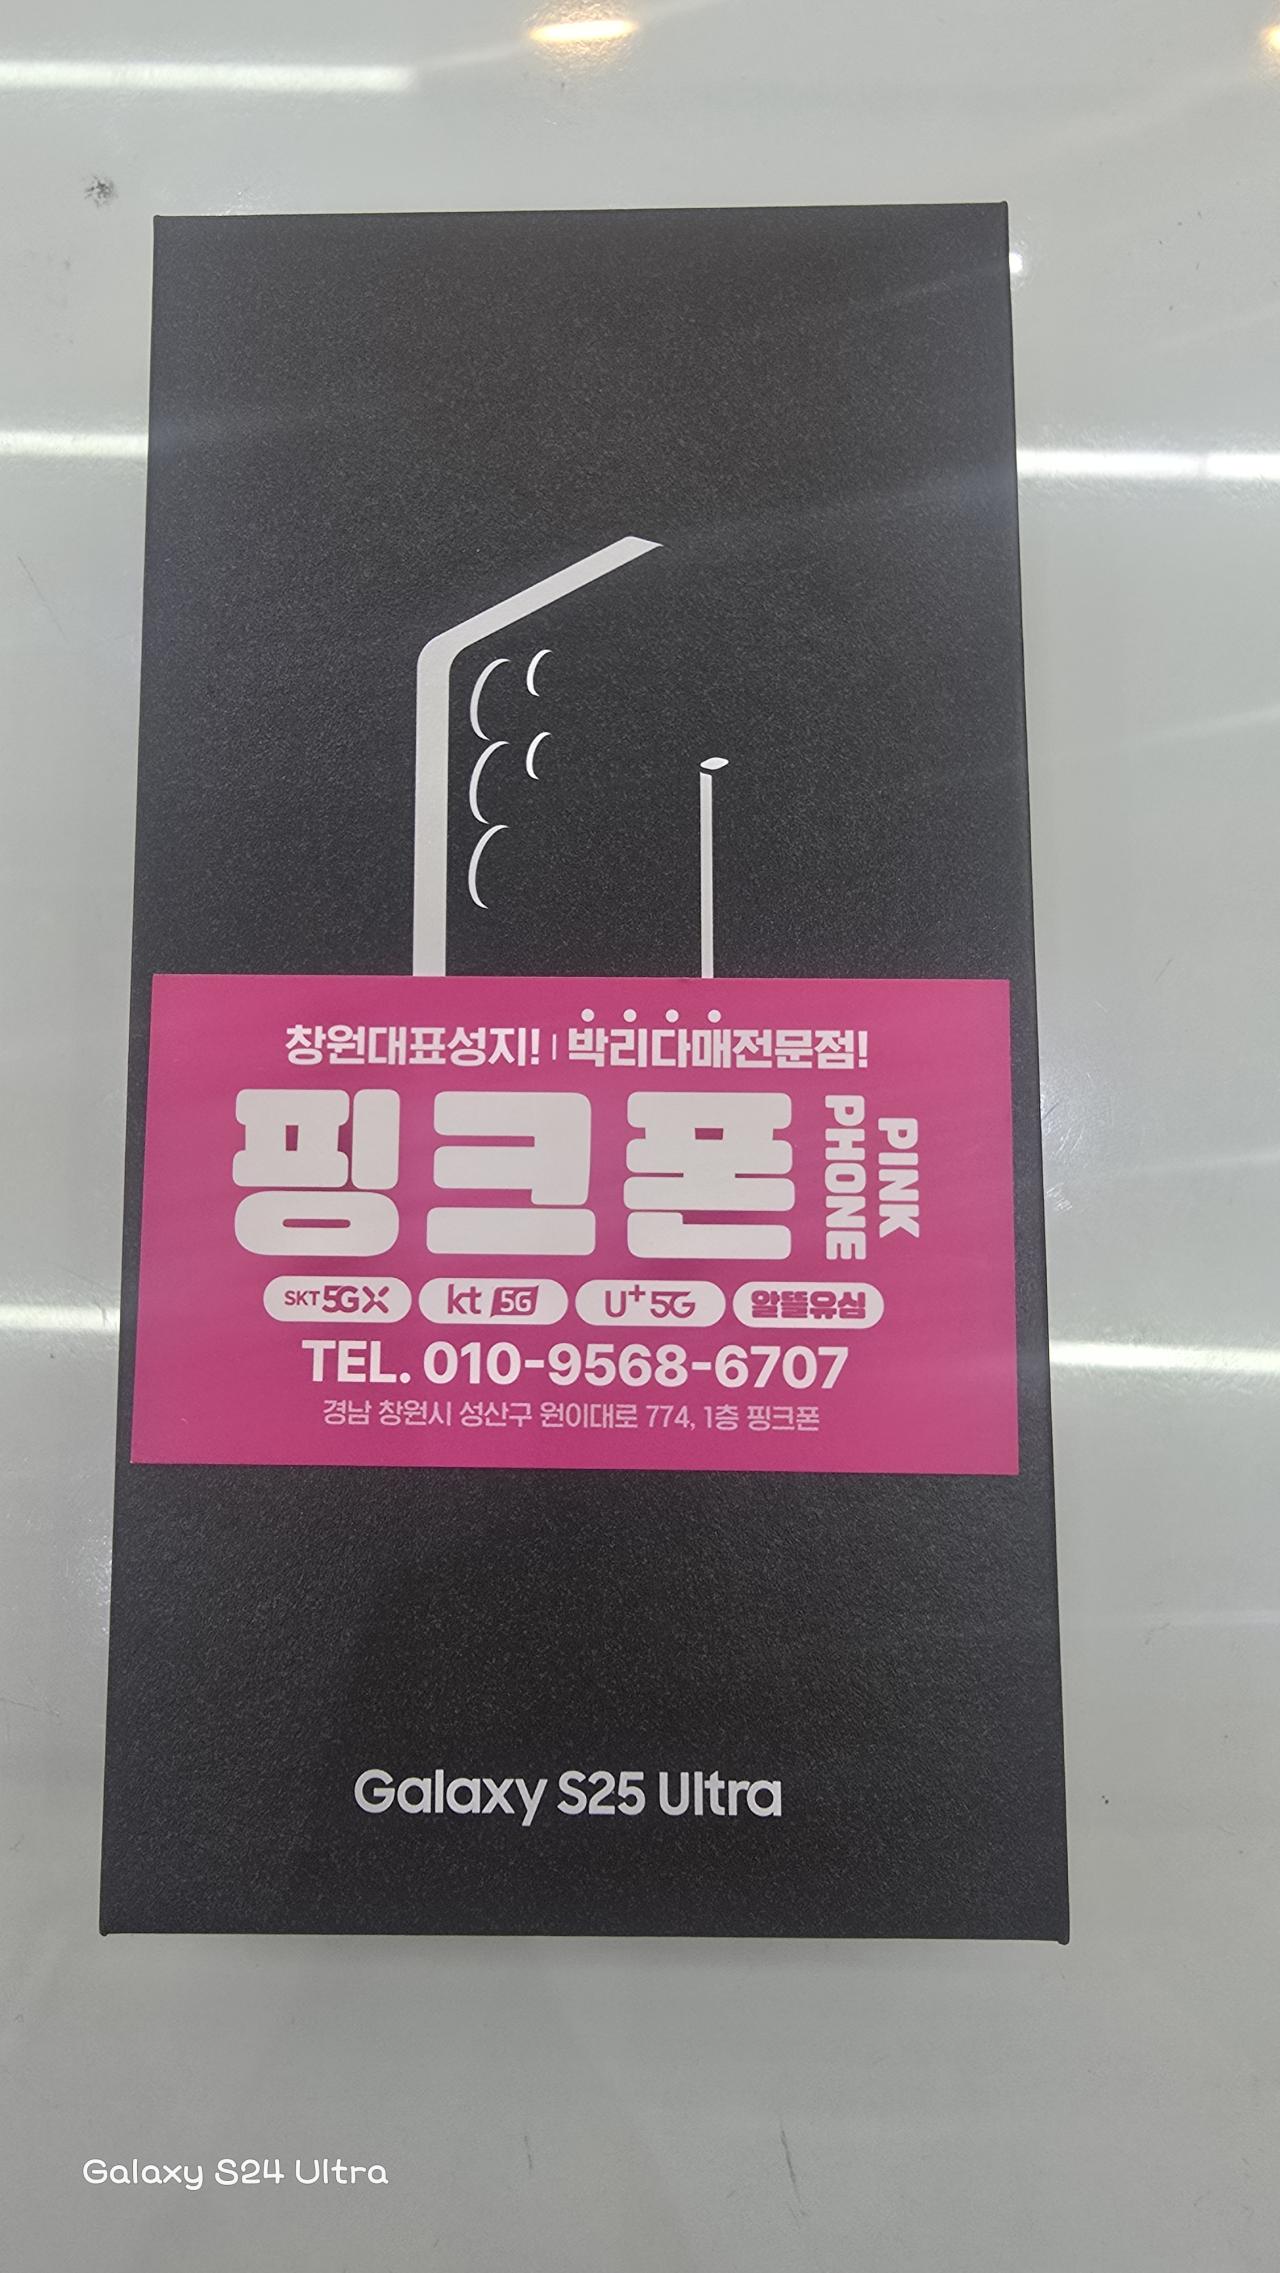 창원대표성지! | 박리다매전문점!
핑크폰 PINK PHONE
SKT 5GX kt 5G U+5G 알뜰유심
TEL. 010-9568-6707
경남 창원시 성산구 원이대로 774, 1층 핑크폰
Galaxy S25 Ultra
Galaxy S24 Ultra